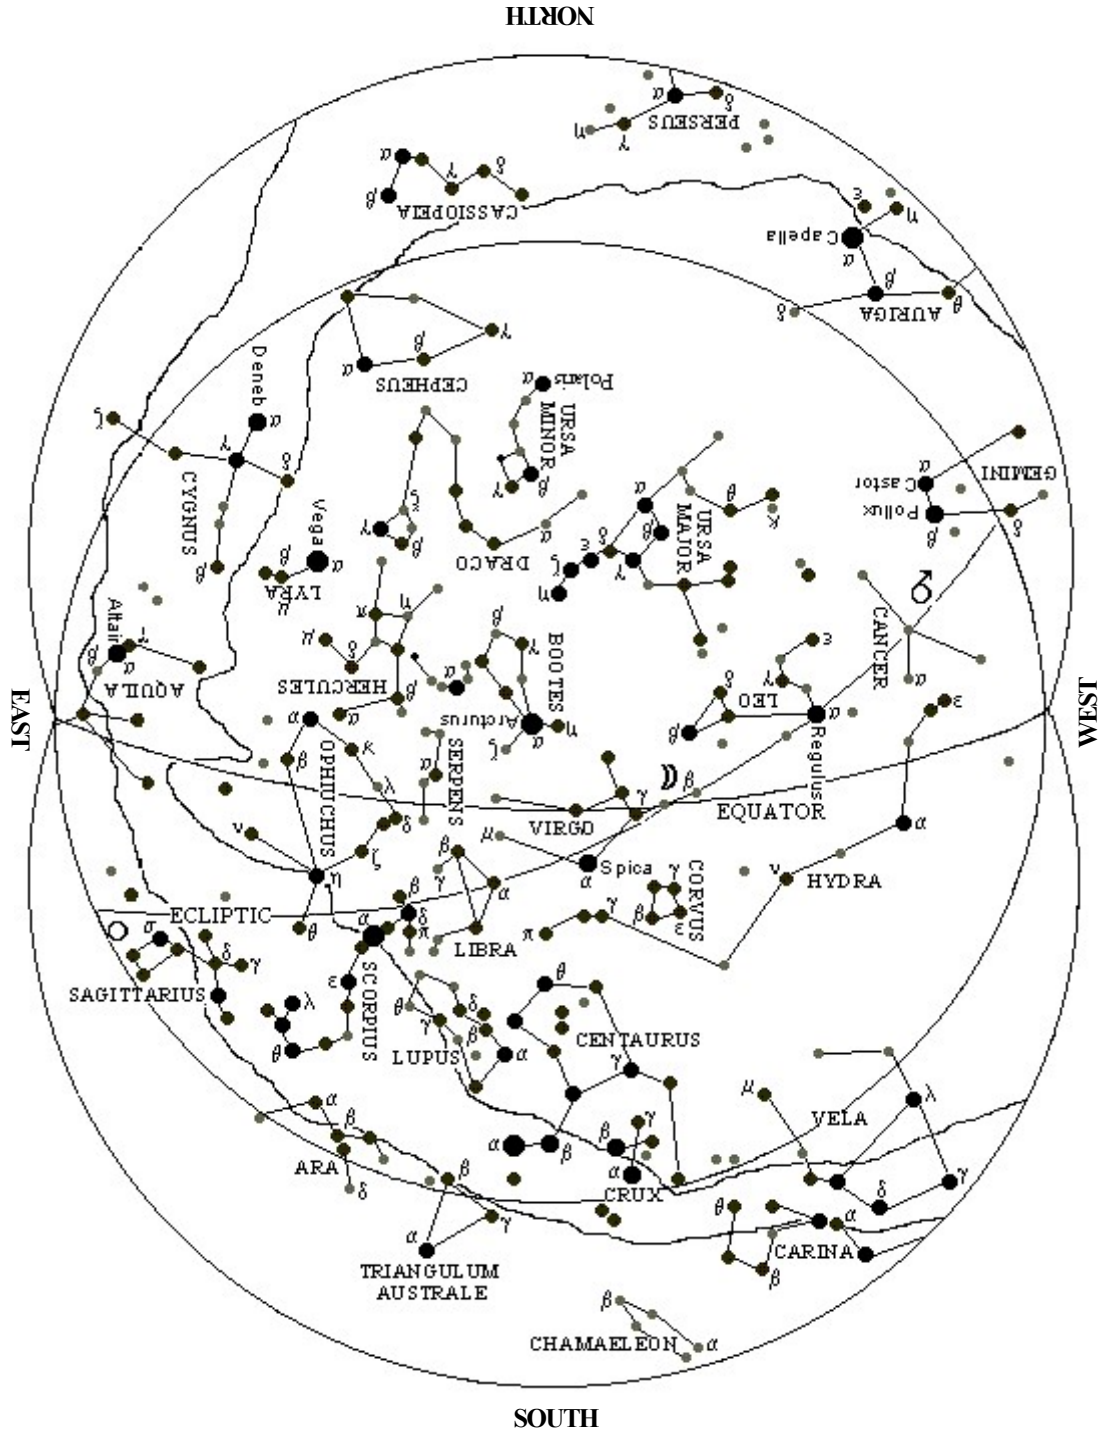 NORTH
α
δ
PERSEUS
η
γ
α
γ
δ
β
CASSIOPEIA
ε
η
Capella
α
β
δ
AURIGA
θ
γ
β
α
CEPHEUS
α
Polaris
URSA
MINOR
β
γ
Deneb
α
ζ
γ
δ
CYGNUS
β
α
Castor
GEMINI
Pollux
β
δ
ζ
γ
β
DRACO
α
α
URSA
MAJOR
θ
κ
β
δ
ε
γ
ζ
η
Vega
α
β
LYRA
μ
CANCER
α
Altair
β
α
γ
AQUILA
π
η
μ
δ
HERCULES
β
α
β
γ
BOOTES
α
Arcturus
α
η
ζ
ε
γ
LEO
δ
β
α
Regulus
ε
EAST
WEST
α
κ
β
OPHIUCHUS
λ
δ
ζ
ν
η
θ
SERPENS
α
γ
β
VIRGO
μ
EQUATOR
Spica
α
α
ν
HYDRA
β
γ
α
LIBRA
γ
CORVUS
β
ε
γ
π
ECLIPTIC
β
α
δ
π
σ
δ
γ
SAGITTARIUS
ε
SCORPIUS
λ
θ
θ
δ
γ
β
LUPUS
α
θ
CENTAURUS
γ
μ
λ
VELA
α
β
ARA
δ
α
β
γ
β
α
CRUX
γ
δ
β
γ
α
TRIANGULUM
AUSTRALE
θ
α
CARINA
β
β
CHAMAELEON
α
SOUTH